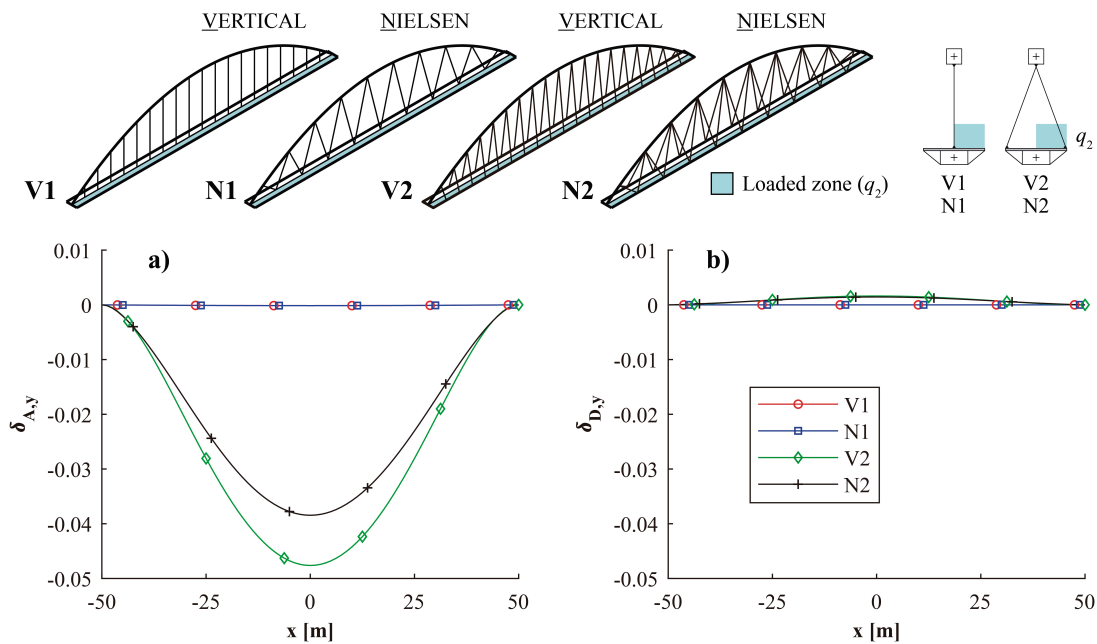 VERTICAL NIELSEN VERTICAL NIELSEN
V1 N1 V2 N2
Loaded zone (q₂)
+ +
q₂
+ +
V1 V2
N1 N2
a)
0.01
0
-0.01
-0.02
-0.03
-0.04
-0.05
δA,y
-50 -25 0 25 50
x [m]
b)
0.01
0
-0.01
-0.02
-0.03
-0.04
-0.05
δD,y
V1
N1
V2
N2
-50 -25 0 25 50
x [m]